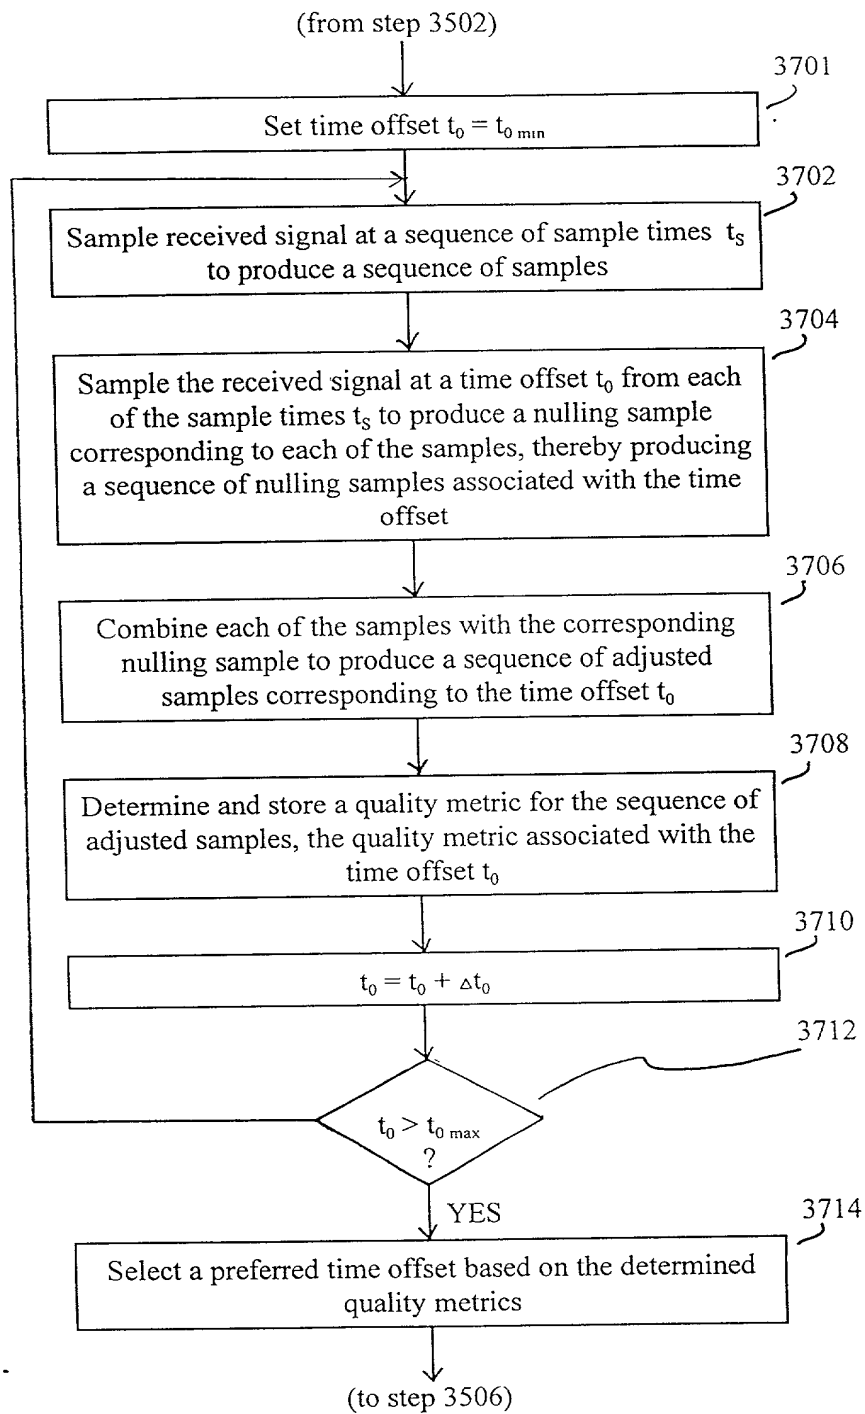 (from step 3502)
3701
Set time offset t₀ = t₀ min
3702
Sample received signal at a sequence of sample times tS
to produce a sequence of samples
3704
Sample the received signal at a time offset t₀ from each
of the sample times tS to produce a nulling sample
corresponding to each of the samples, thereby producing
a sequence of nulling samples associated with the time
offset
3706
Combine each of the samples with the corresponding
nulling sample to produce a sequence of adjusted
samples corresponding to the time offset t₀
3708
Determine and store a quality metric for the sequence of
adjusted samples, the quality metric associated with the
time offset t₀
3710
t₀ = t₀ + Δt₀
3712
t₀ > t₀ max
?
YES
3714
Select a preferred time offset based on the determined
quality metrics
(to step 3506)